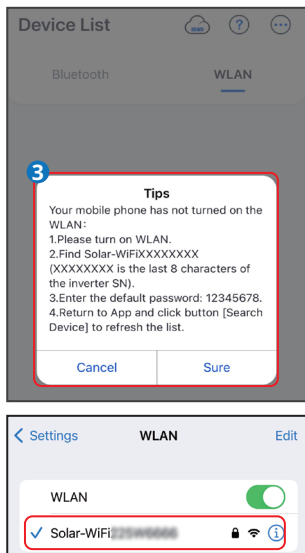 Device List
?
Bluetooth WLAN
3
Tips
Your mobile phone has not turned on the
WLAN:
1.Please turn on WLAN.
2.Find Solar-WiFiXXXXXXXX
(XXXXXXXX is the last 8 characters of
the inverter SN).
3.Enter the default password: 12345678.
4.Return to App and click button [Search
Device] to refresh the list.
Cancel Sure
Settings WLAN Edit
WLAN
Solar-WiFi